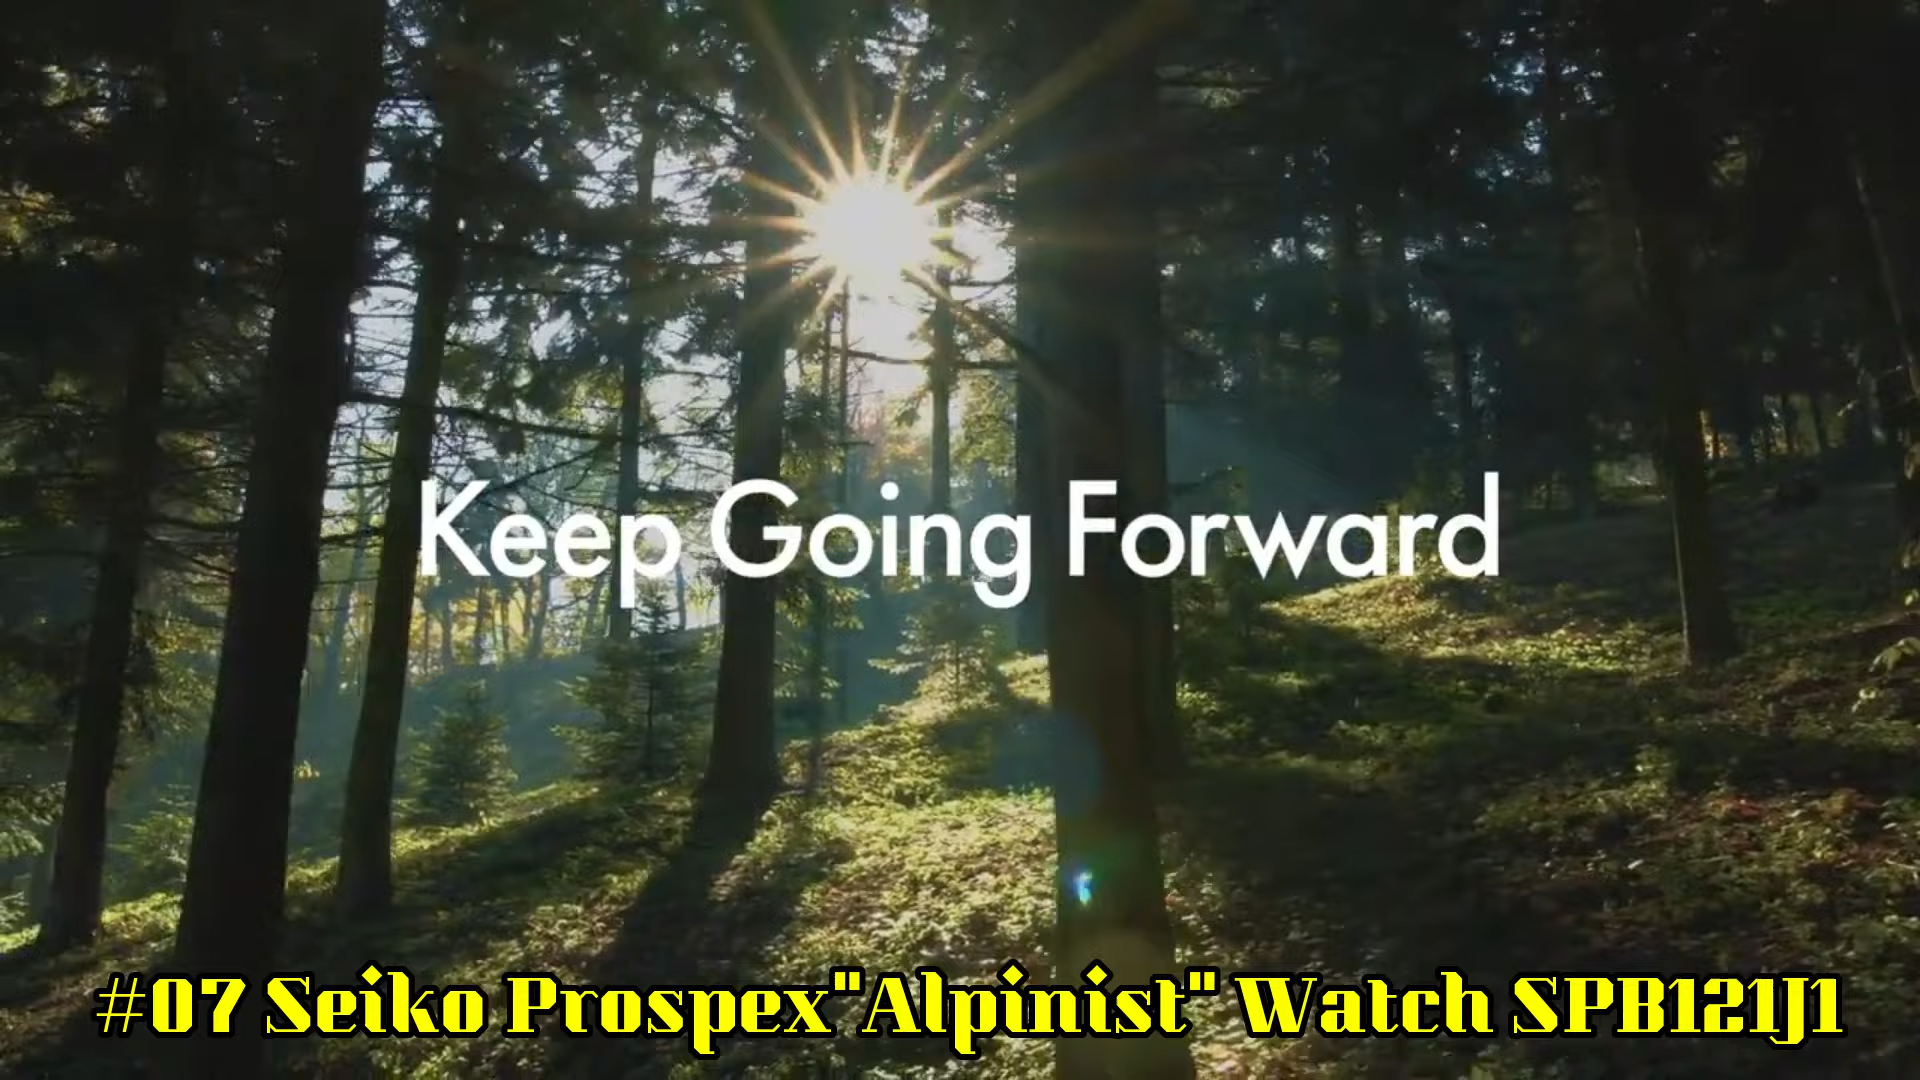 Keep Going Forward
#07 Seiko Prospex"Alpinist" Watch SPB121J1